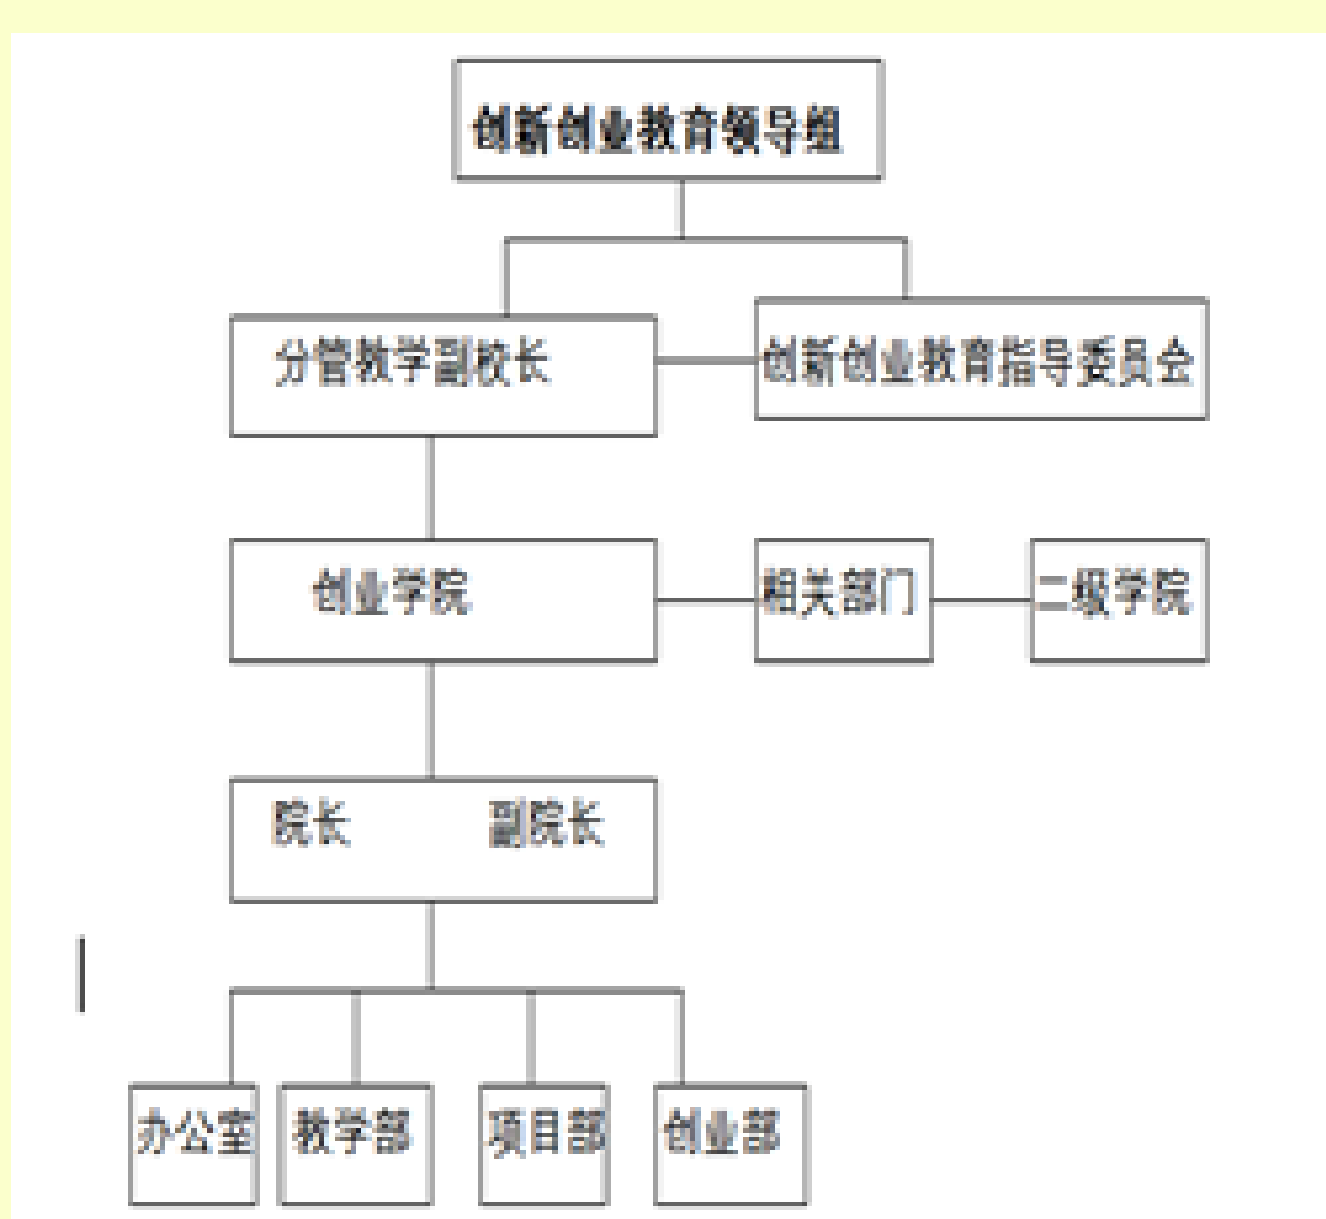 创新创业教育领导组
分管教学副校长
创新创业教育指导委员会
创业学院
相关部门
二级学院
院长 副院长
办公室
教学部
项目部
创业部